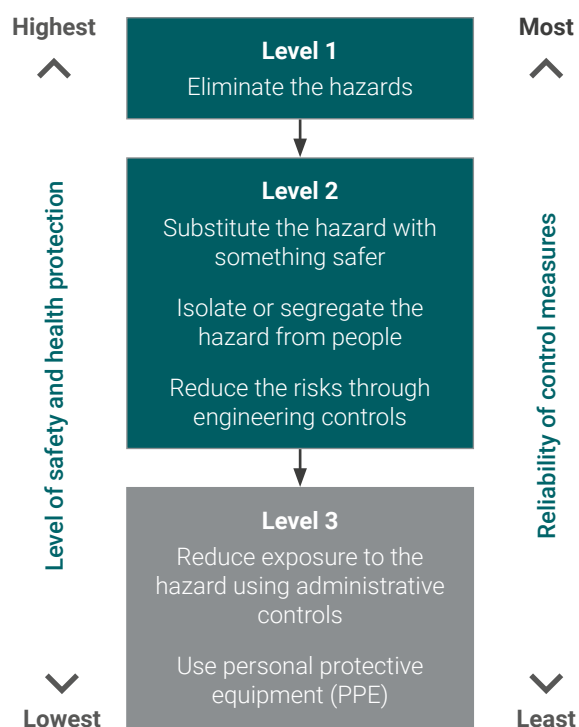 Highest
Most
Level 1
Eliminate the hazards
Level of safety and health protection
Reliability of control measures
Level 2
Substitute the hazard with
something safer
Isolate or segregate the
hazard from people
Reduce the risks through
engineering controls
Level 3
Reduce exposure to the
hazard using administrative
controls
Use personal protective
equipment (PPE)
Lowest
Least